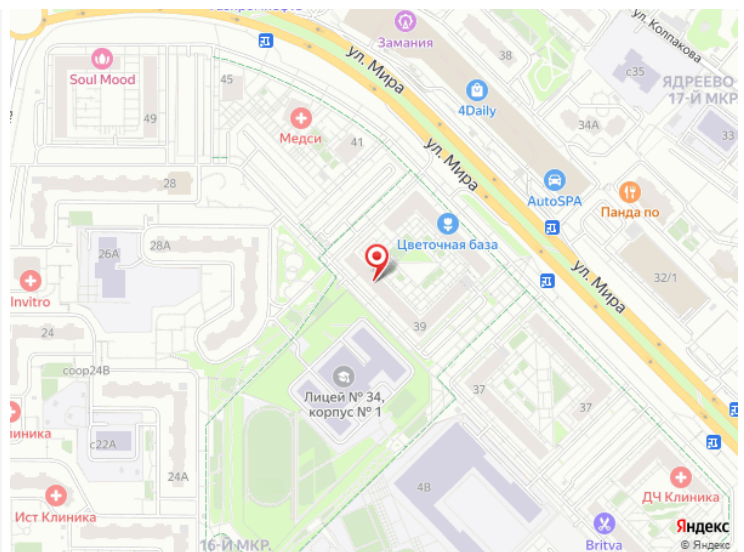 ул. Мира
Замания
38
ул. Колпакова
с35
ЯДРЕЕВО
17-Й МКР.
33
Soul Mood
45
49
Медси
41
4Daily
34А
ул. Мира
AutoSPA
Панда по
28
28А
26А
Цветочная база
Invitro
24
32/1
ул. Мира
39
соор24В
Лицей № 34,
корпус № 1
37
37
линика
с22А
24А
4В
ДЧ Клиника
Ист Клиника
16-Й МКР.
Britva
Яндекс
© Яндекс